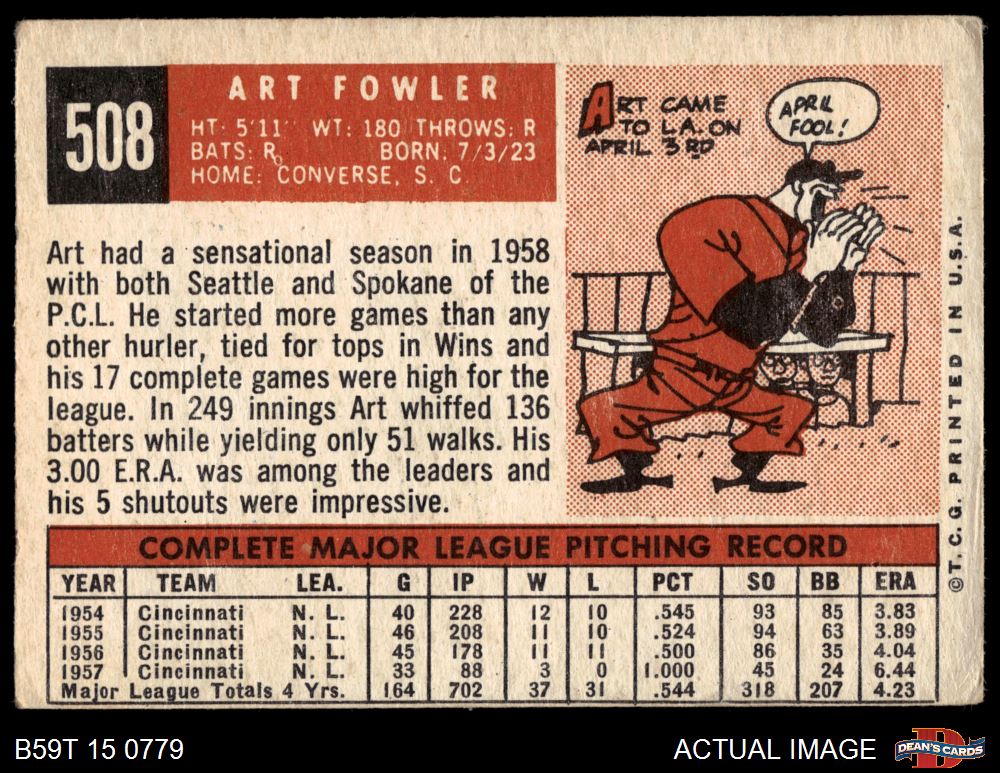 508
ART FOWLER
HT: 5'11" WT: 180 THROWS: R
BATS: R BORN: 7/3/23
HOME: CONVERSE, S. C.
ART CAME
TO L.A. ON
APRIL 3RD
APRIL
FOOL!
Art had a sensational season in 1958
with both Seattle and Spokane of the
P.C.L. He started more games than any
other hurler, tied for tops in Wins and
his 17 complete games were high for the
league. In 249 innings Art whiffed 136
batters while yielding only 51 walks. His
3.00 E.R.A. was among the leaders and
his 5 shutouts were impressive.
COMPLETE MAJOR LEAGUE PITCHING RECORD
YEAR TEAM LEA. G IP W L PCT SO BB ERA
1954 Cincinnati N. L. 40 228 12 10 .545 93 85 3.83
1955 Cincinnati N. L. 46 208 11 10 .524 94 63 3.89
1956 Cincinnati N. L. 45 178 11 11 .500 86 35 4.04
1957 Cincinnati N. L. 33 88 3 0 1.000 45 24 6.44
Major League Totals 4 Yrs. 164 702 37 31 .544 318 207 4.23
©T. C. G. PRINTED IN U.S.A.
B59T 15 0779
ACTUAL IMAGE
D
DEAN'S CARDS